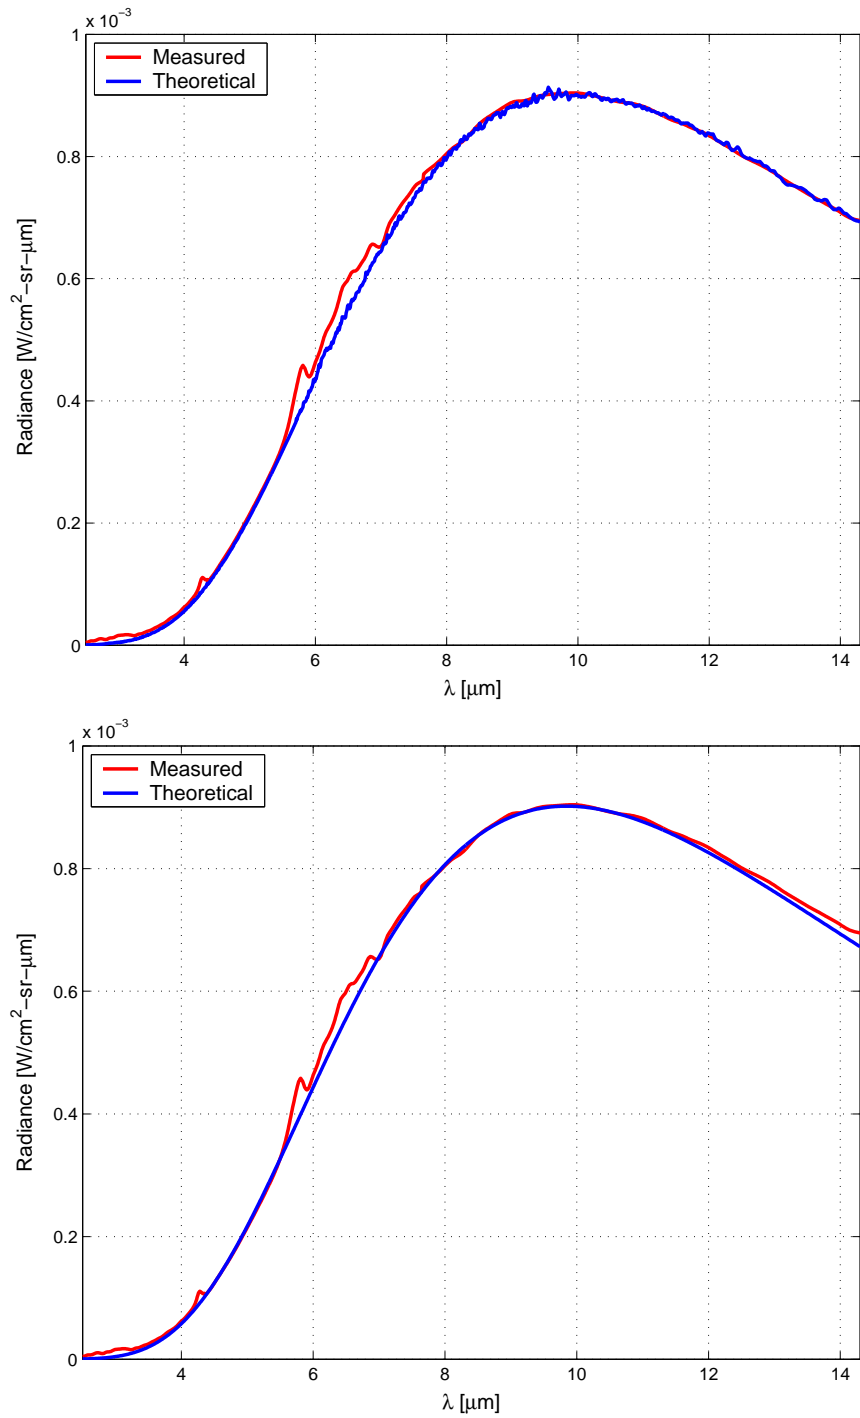 x 10⁻³
1
Measured
Theoretical
0.8
0.6
0.4
0.2
0
Radiance [W/cm²−sr−μm]
4 6 8 10 12 14
λ [μm]
x 10⁻³
1
Measured
Theoretical
0.8
0.6
0.4
0.2
0
Radiance [W/cm²−sr−μm]
4 6 8 10 12 14
λ [μm]